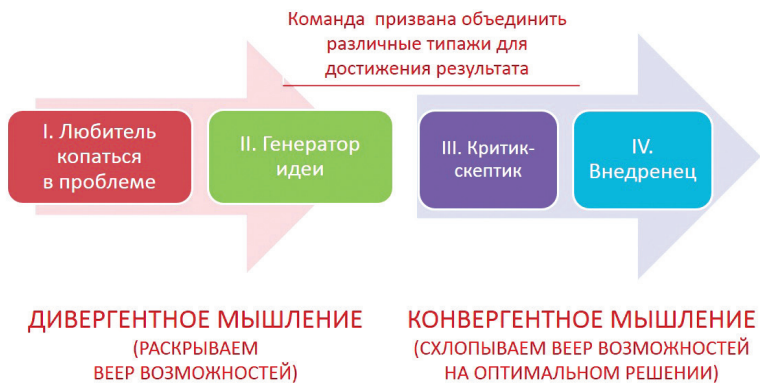 Команда призвана объединить
различные типажи для
достижения результата
I. Любитель
копаться
в проблеме
II. Генератор
идеи
III. Критик-
скептик
IV.
Внедренец
ДИВЕРГЕНТНОЕ МЫШЛЕНИЕ
(РАСКРЫВАЕМ
ВЕЕР ВОЗМОЖНОСТЕЙ)
КОНВЕРГЕНТНОЕ МЫШЛЕНИЕ
(СХЛОПЫВАЕМ ВЕЕР ВОЗМОЖНОСТЕЙ
НА ОПТИМАЛЬНОМ РЕШЕНИИ)